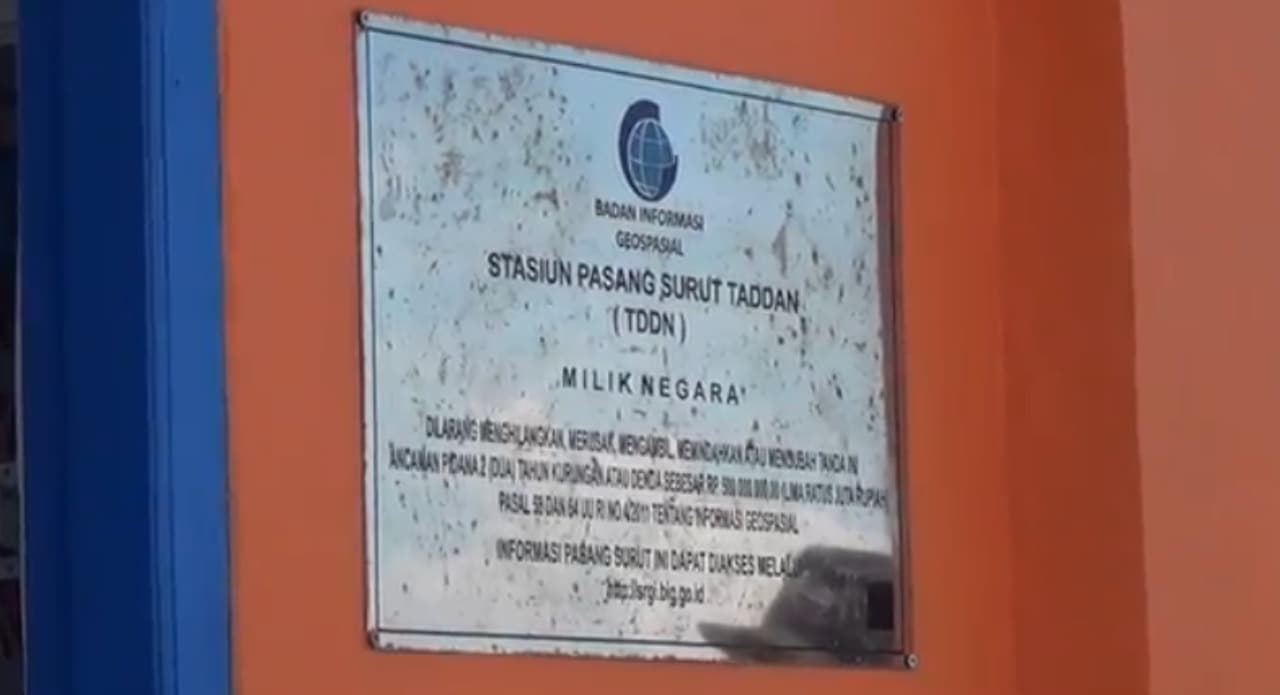 BADAN INFORMASI
GEOSPASIAL
STASIUN PASANG SURUT TADDAN
( TDDN )
MILIK NEGARA
DILARANG MENGHILANGKAN, MERUSAK, MENGAMBIL, MEMINDAHKAN ATAU MENGUBAH TANDA INI
ANCAMAN PIDANA 2 (DUA) TAHUN KURUNGAN ATAU DENDA SEBESAR RP. 500.000.000,00 (LIMA RATUS JUTA RUPIAH)
PASAL 58 DAN 64 UU RI NO.4/2011 TENTANG INFORMASI GEOSPASIAL
INFORMASI PASANG SURUT INI DAPAT DIAKSES
http://srgi.big.go.id